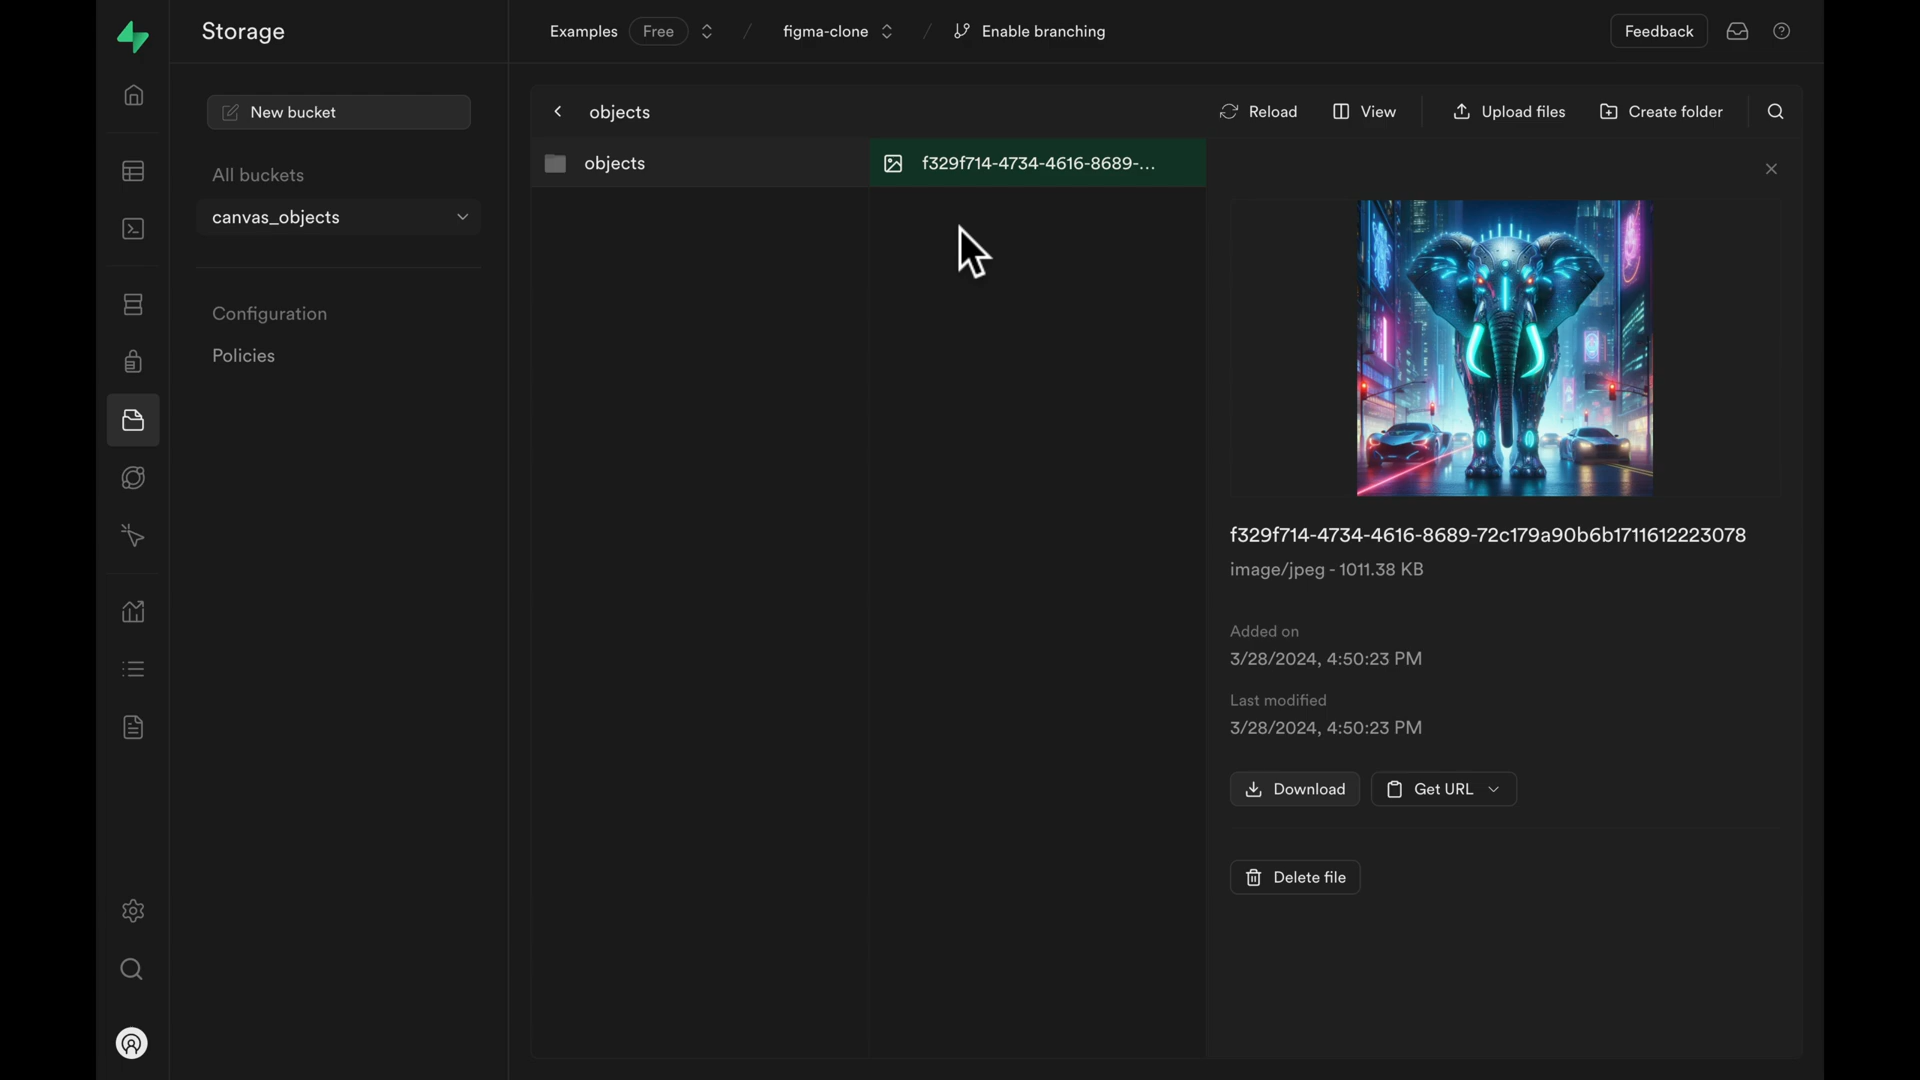 Storage
Examples Free / figma-clone / Enable branching
Feedback
New bucket
All buckets
canvas_objects
Configuration
Policies
objects
Reload View Upload files Create folder
objects
f329f714-4734-4616-8689-...
f329f714-4734-4616-8689-72c179a90b6b1711612223078
image/jpeg - 1011.38 KB
Added on
3/28/2024, 4:50:23 PM
Last modified
3/28/2024, 4:50:23 PM
Download Get URL
Delete file